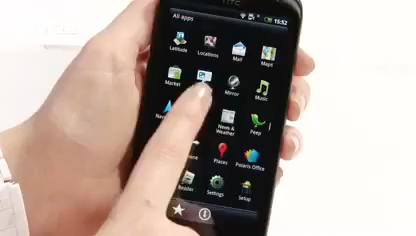 hTC
15:52
All apps
Latitude Locations Mail Maps
Market Mirror Music
News & Peep
Weather
Places Polaris Office
Reader Settings Setup